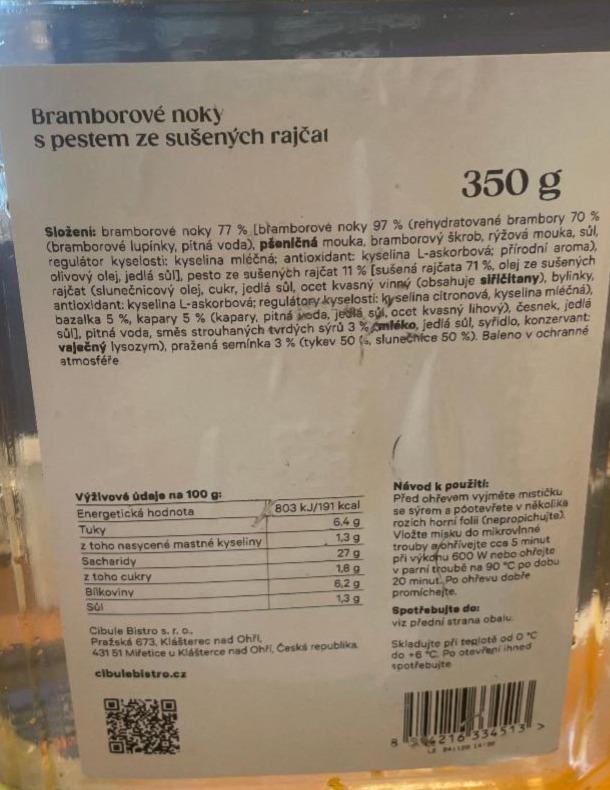 Bramborové noky
s pestem ze sušených rajčat
350 g
Složení: bramborové noky 77 % [bramborové noky 97 % (rehydratované brambory 70 %
(bramborové lupínky, pitná voda), pšeničná mouka, bramborový škrob, rýžová mouka, sůl,
regulátor kyselosti: kyselina mléčná; antioxidant: kyselina L-askorbová; přírodní aroma),
olivový olej, jedlá sůl], pesto ze sušených rajčat 11 % [sušená rajčata 71 %, olej ze sušených
rajčat (slunečnicový olej, cukr, jedlá sůl, ocet kvasný vinný (obsahuje siřičitany), bylinky,
antioxidant: kyselina L-askorbová; regulátory kyselosti: kyselina citronová, kyselina mléčná),
bazalka 5 %, kapary 5 % (kapary, pitná voda, jedlá sůl, ocet kvasný lihový), česnek, jedlá
sůl], pitná voda, směs strouhaných tvrdých sýrů 3 % (mléko, jedlá sůl, syřidlo, konzervant:
vaječný lysozym), pražená semínka 3 % (tykev 50 %, slunečnice 50 %). Baleno v ochranné
atmosféře
Výživové údaje na 100 g:
Energetická hodnota 803 kJ/191 kcal
Tuky 6,4 g
z toho nasycené mastné kyseliny 1,3 g
Sacharidy 27 g
z toho cukry 1,8 g
Bílkoviny 6,2 g
Sůl 1,3 g
Cibule Bistro s. r. o.,
Pražská 673, Klášterec nad Ohří,
431 51 Miřetice u Klášterce nad Ohří, Česká republika
cibulebistro.cz
Návod k použití:
Před ohřevem vyjměte mističku
se sýrem a pootevřete v několika
rozích horní folii (nepropichujte).
Vložte misku do mikrovlnné
trouby a ohřívejte cca 5 minut
při výkonu 600 W nebo ohřejte
v parní troubě na 90 °C po dobu
20 minut. Po ohřevu dobře
promíchejte.
Spotřebujte do:
viz přední strana obalu.
Skladujte při teplotě od 0 °C
do +6 °C. Po otevření ihned
spotřebujte
216 334513 >